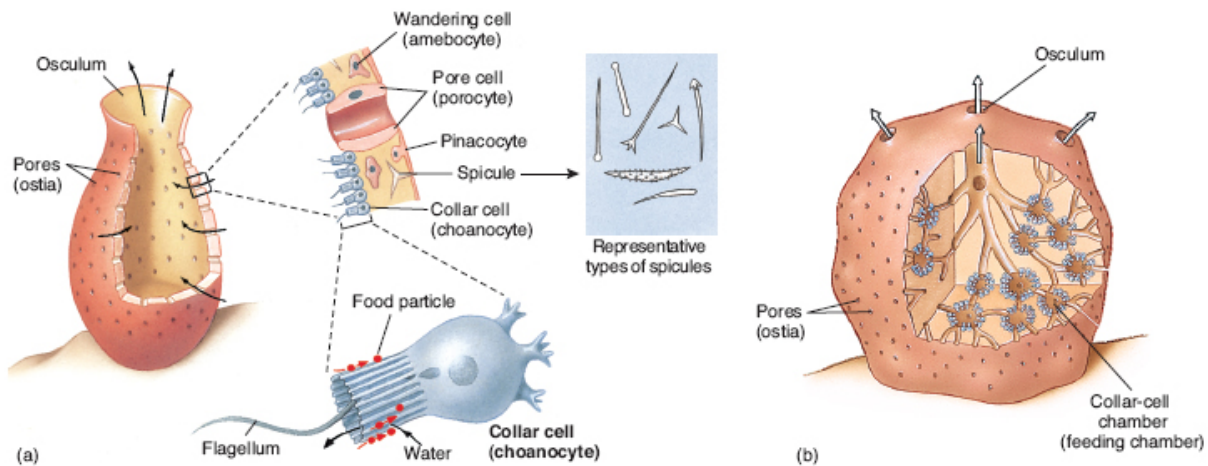 Osculum
Pores
(ostia)
Wandering cell
(amebocyte)
Pore cell
(porocyte)
Pinacocyte
Spicule
Collar cell
(choanocyte)
Representative
types of spicules
Food particle
Flagellum
Water
Collar cell
(choanocyte)
(a)
Osculum
Pores
(ostia)
Collar-cell
chamber
(feeding chamber)
(b)